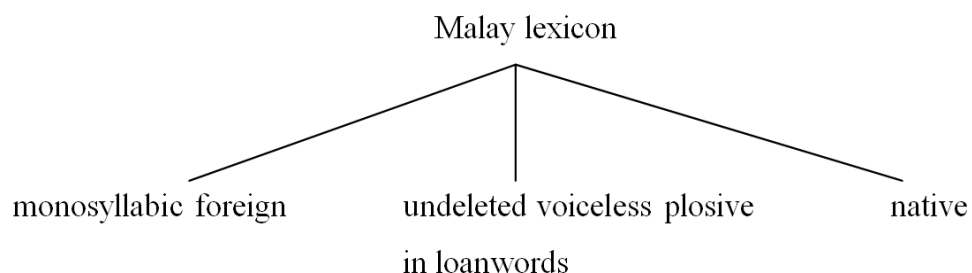 Malay lexicon
monosyllabic foreign undeleted voiceless plosive native
in loanwords